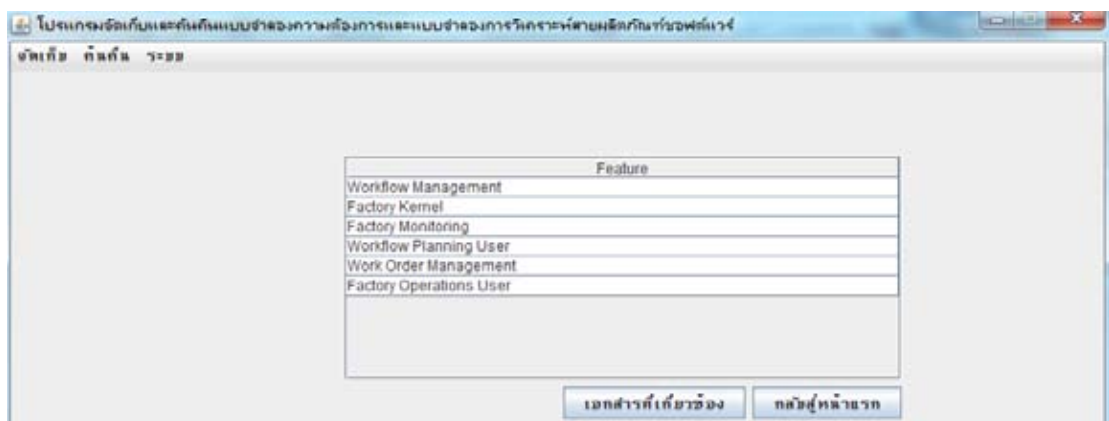 โปรแกรมจัดเก็บและค้นคืนแบบจำลองความต้องการและแบบจำลองการวิเคราะห์สายผลิตภัณฑ์ซอฟต์แวร์
จัดเก็บ ค้นคืน ระบบ
Feature
Workflow Management
Factory Kernel
Factory Monitoring
Workflow Planning User
Work Order Management
Factory Operations User
เอกสารที่เกี่ยวข้อง กลับสู่หน้าแรก